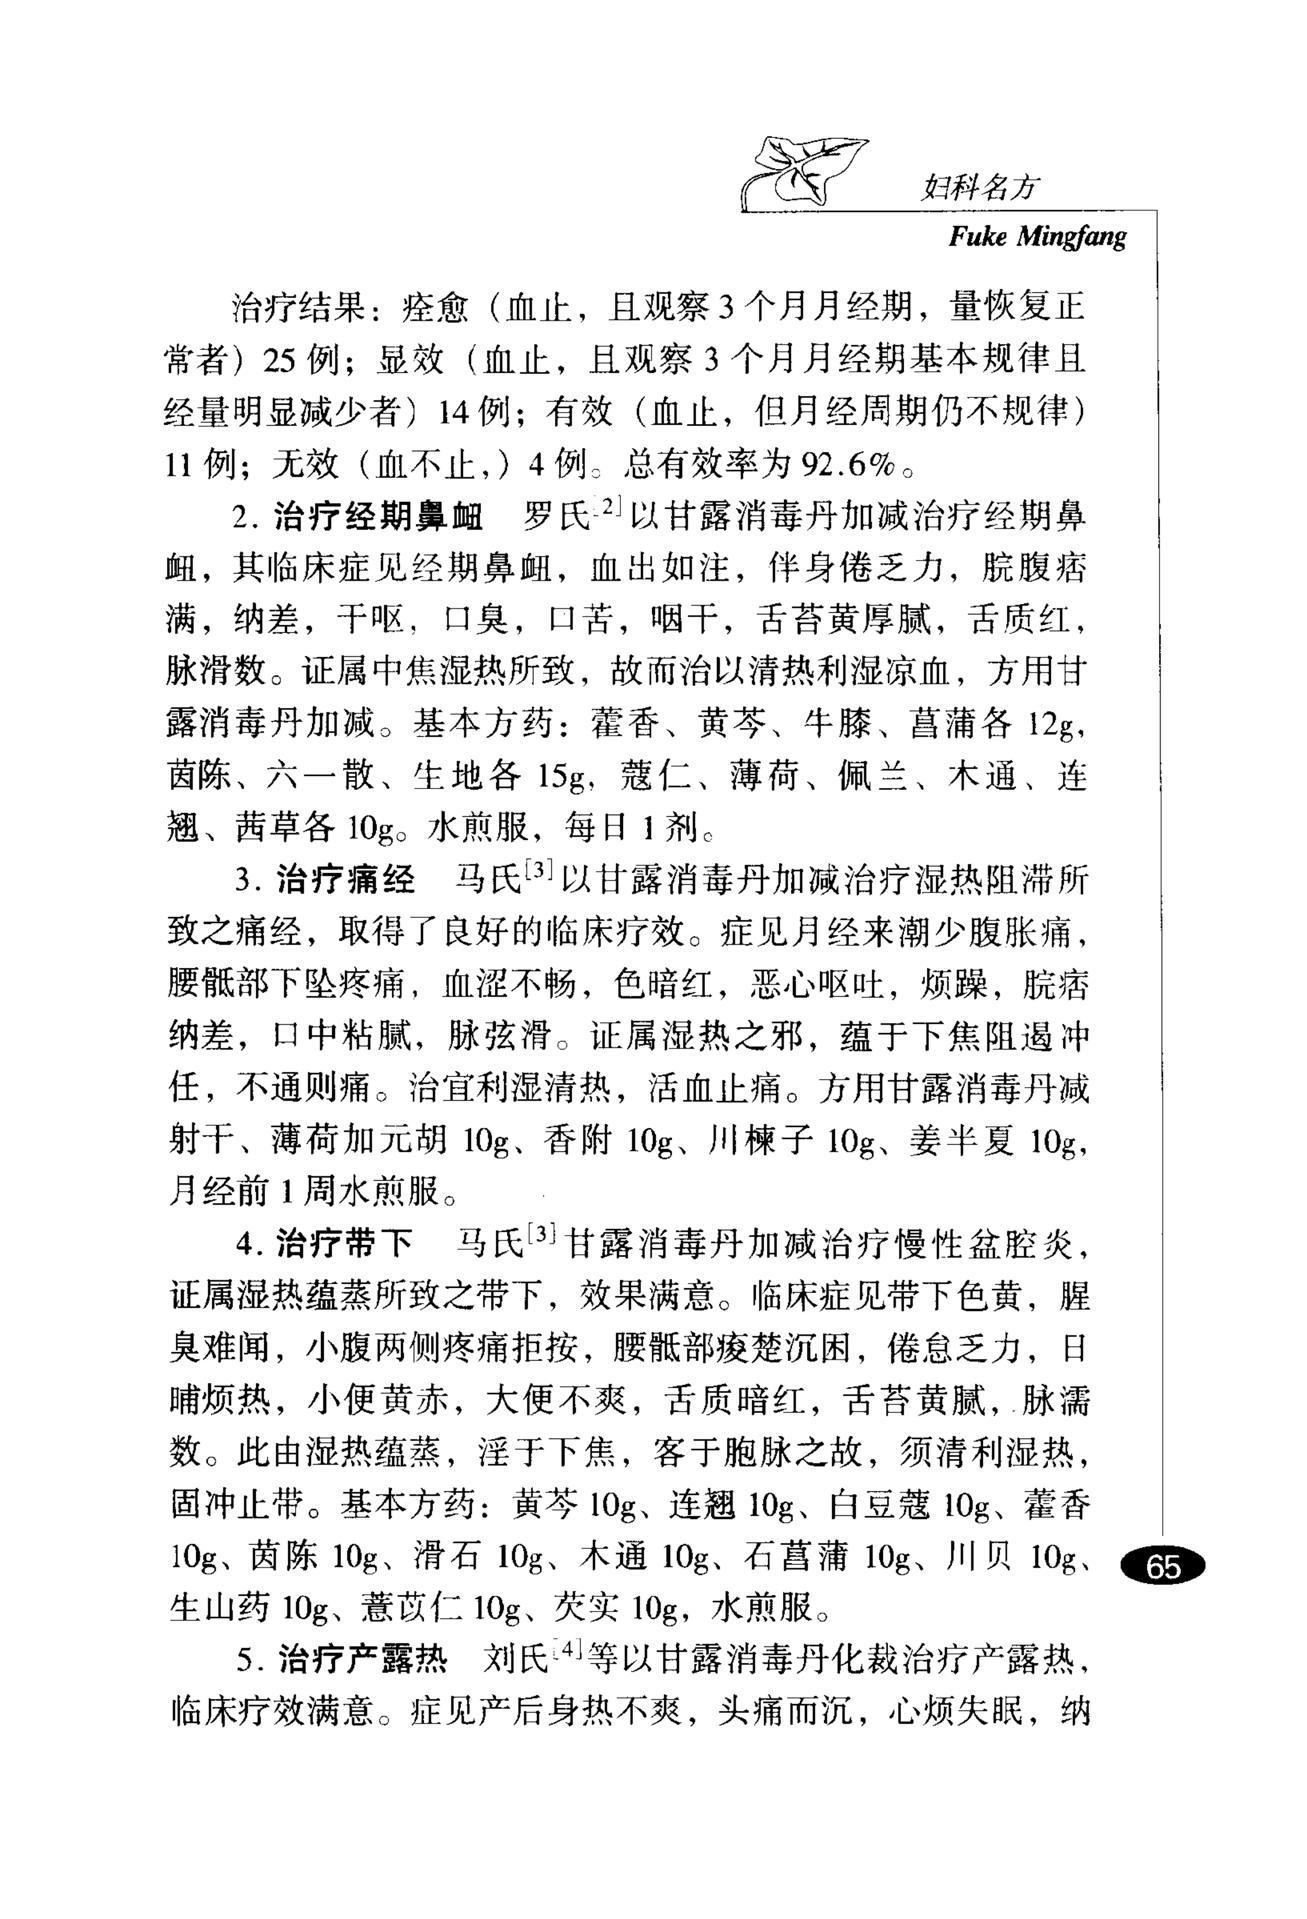 妇科名方
Fuke Mingfang
治疗结果：痊愈（血止，且观察3个月月经期，量恢复正
常者）25例；显效（血止，且观察3个月月经期基本规律且
经量明显减少者）14例；有效（血止，但月经周期仍不规律）
11例；无效（血不止，）4例。总有效率为92.6%。
2. 治疗经期鼻衄　罗氏[2]以甘露消毒丹加减治疗经期鼻
衄，其临床症见经期鼻衄，血出如注，伴身倦乏力，脘腹痞
满，纳差，干呕，口臭，口苦，咽干，舌苔黄厚腻，舌质红，
脉滑数。证属中焦湿热所致，故而治以清热利湿凉血，方用甘
露消毒丹加减。基本方药：藿香、黄芩、牛膝、菖蒲各12g，
茵陈、六一散、生地各15g，蔻仁、薄荷、佩兰、木通、连
翘、茜草各10g。水煎服，每日1剂。
3. 治疗痛经　马氏[3]以甘露消毒丹加减治疗湿热阻滞所
致之痛经，取得了良好的临床疗效。症见月经来潮少腹胀痛，
腰骶部下坠疼痛，血涩不畅，色暗红，恶心呕吐，烦躁，脘痞
纳差，口中粘腻，脉弦滑。证属湿热之邪，蕴于下焦阻遏冲
任，不通则痛。治宜利湿清热，活血止痛。方用甘露消毒丹减
射干、薄荷加元胡10g、香附10g、川楝子10g、姜半夏10g，
月经前1周水煎服。
4. 治疗带下　马氏[3]甘露消毒丹加减治疗慢性盆腔炎，
证属湿热蕴蒸所致之带下，效果满意。临床症见带下色黄，腥
臭难闻，小腹两侧疼痛拒按，腰骶部痠楚沉困，倦怠乏力，日
晡烦热，小便黄赤，大便不爽，舌质暗红，舌苔黄腻，脉濡
数。此由湿热蕴蒸，淫于下焦，客于胞脉之故，须清利湿热，
固冲止带。基本方药：黄芩10g、连翘10g、白豆蔻10g、藿香
10g、茵陈10g、滑石10g、木通10g、石菖蒲10g、川贝10g、
生山药10g、薏苡仁10g、芡实10g，水煎服。
5. 治疗产露热　刘氏[4]等以甘露消毒丹化裁治疗产露热，
临床疗效满意。症见产后身热不爽，头痛而沉，心烦失眠，纳
65